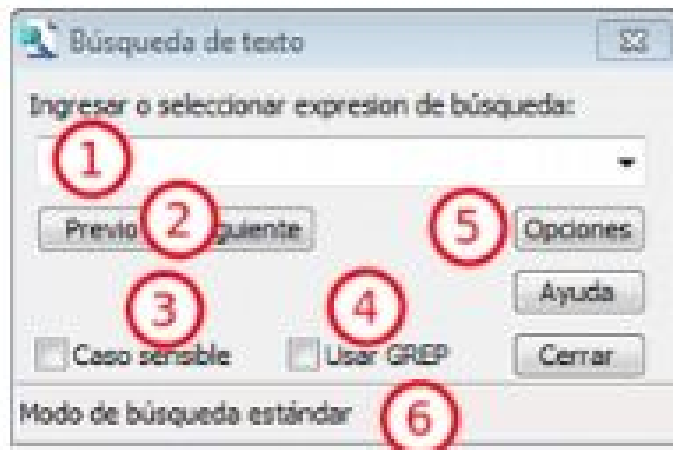 Búsqueda de texto
Ingresar o seleccionar expresion de búsqueda:
1
Previo 2 guiente 5 Opciones
Ayuda
3 4
Caso sensible Usar GREP Cerrar
Modo de búsqueda estándar 6